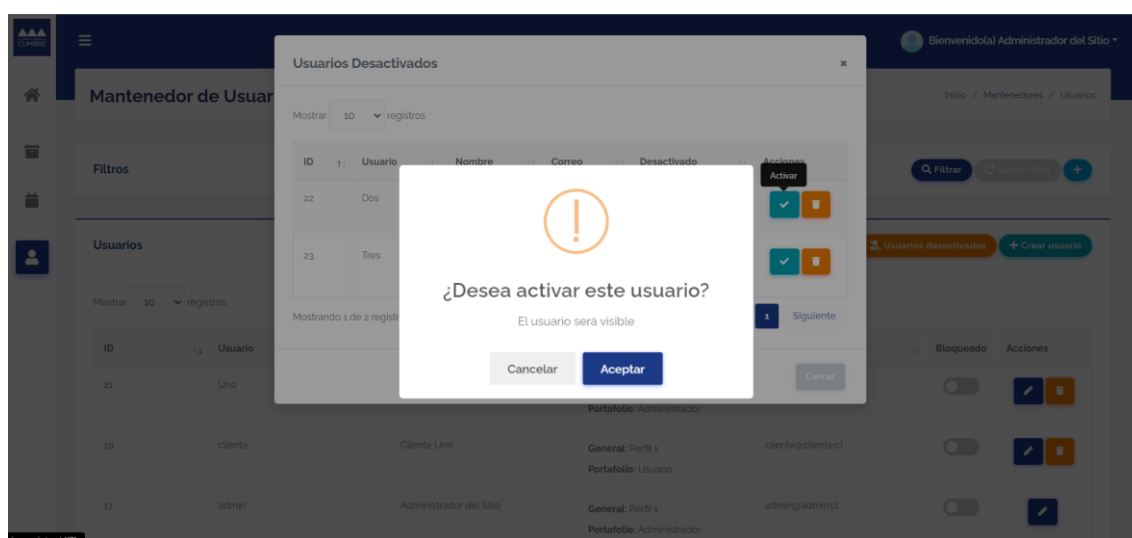 CUMBRE
Bienvenido(a) Administrador del Sitio
Usuarios Desactivados
×
Mantenedor de Usuar
Inicio / Mantenedores / Usuarios
Mostrar 10 registros
ID Usuario Nombre Correo Desactivado Acciones
Activar
Filtros
Filtrar
Quitar filtro
+
22 Dos
Usuarios
Usuarios desactivados
+ Crear usuario
23 Tres
¿Desea activar este usuario?
El usuario será visible
Mostrar 10 registros
Mostrando 1 de 2 registr
1 Siguiente
Cancelar
Aceptar
Cerrar
ID Usuario
Bloqueado Acciones
21 Uno
Portafolio: Administrador
19 cliente Cliente Uno General: Perfil 1 cliente@cliente.cl
Portafolio: Usuario
17 admin Administrador del Sitio General: Perfil 1 admin@admin.cl
Portafolio: Administrador